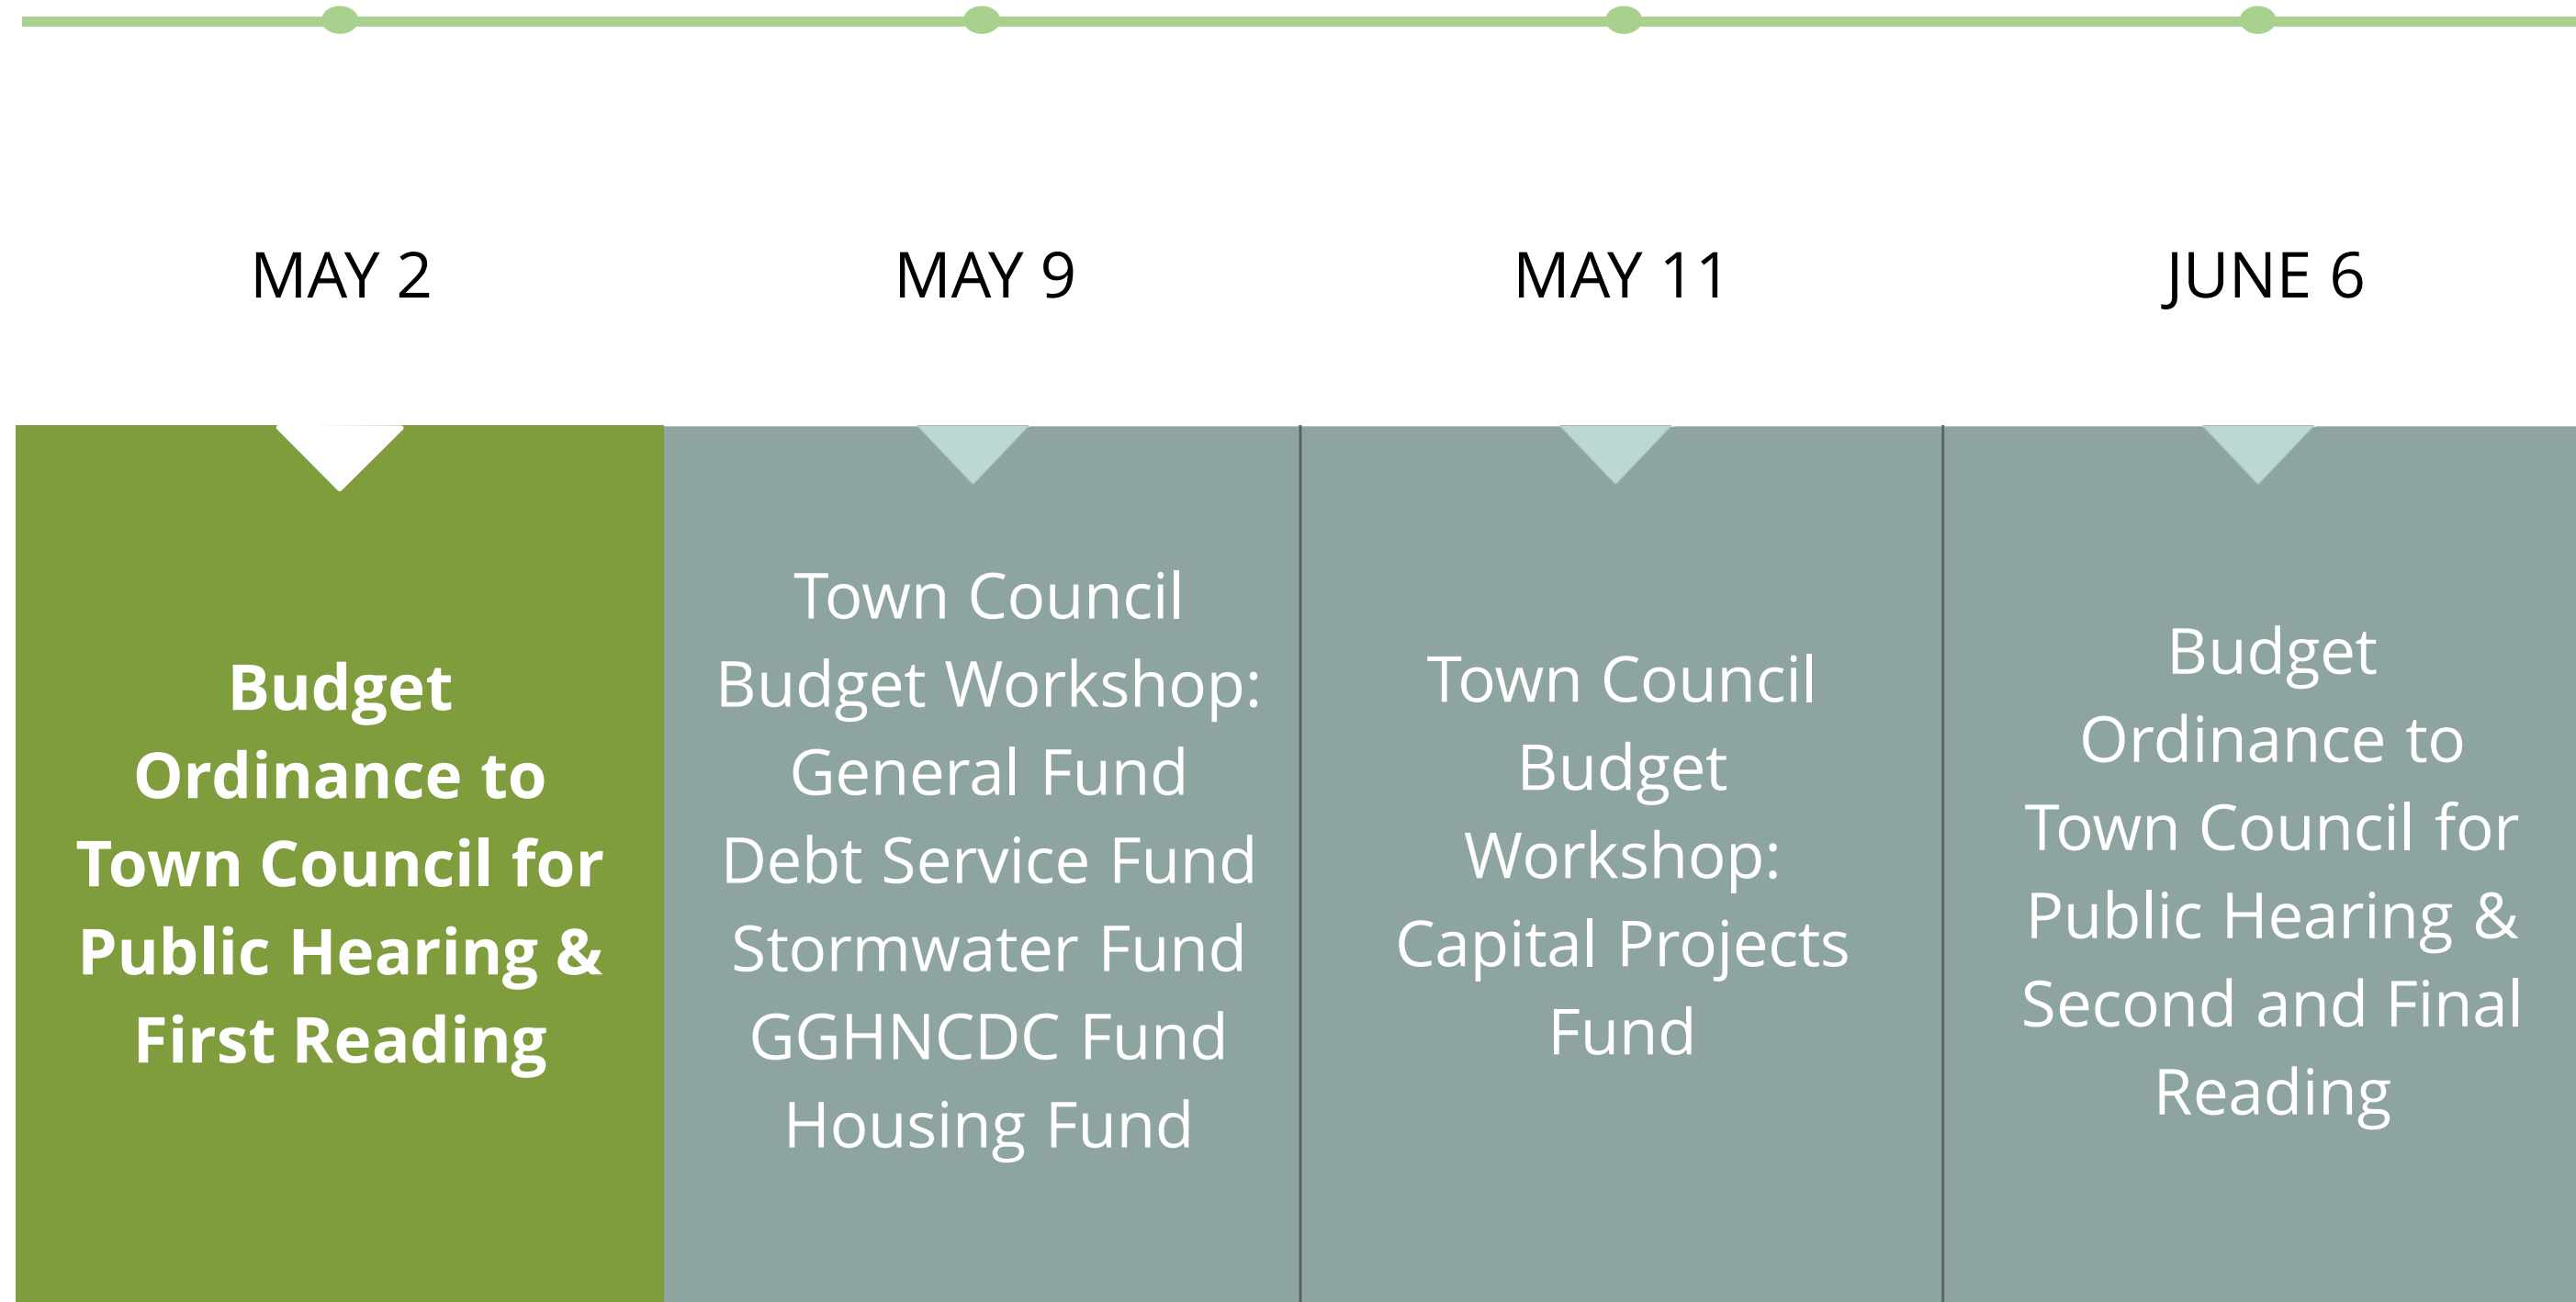 MAY 2
MAY 9
MAY 11
JUNE 6
Budget
Ordinance to
Town Council for
Public Hearing &
First Reading
Town Council
Budget Workshop:
General Fund
Debt Service Fund
Stormwater Fund
GGHNCDC Fund
Housing Fund
Town Council
Budget
Workshop:
Capital Projects
Fund
Budget
Ordinance to
Town Council for
Public Hearing &
Second and Final
Reading